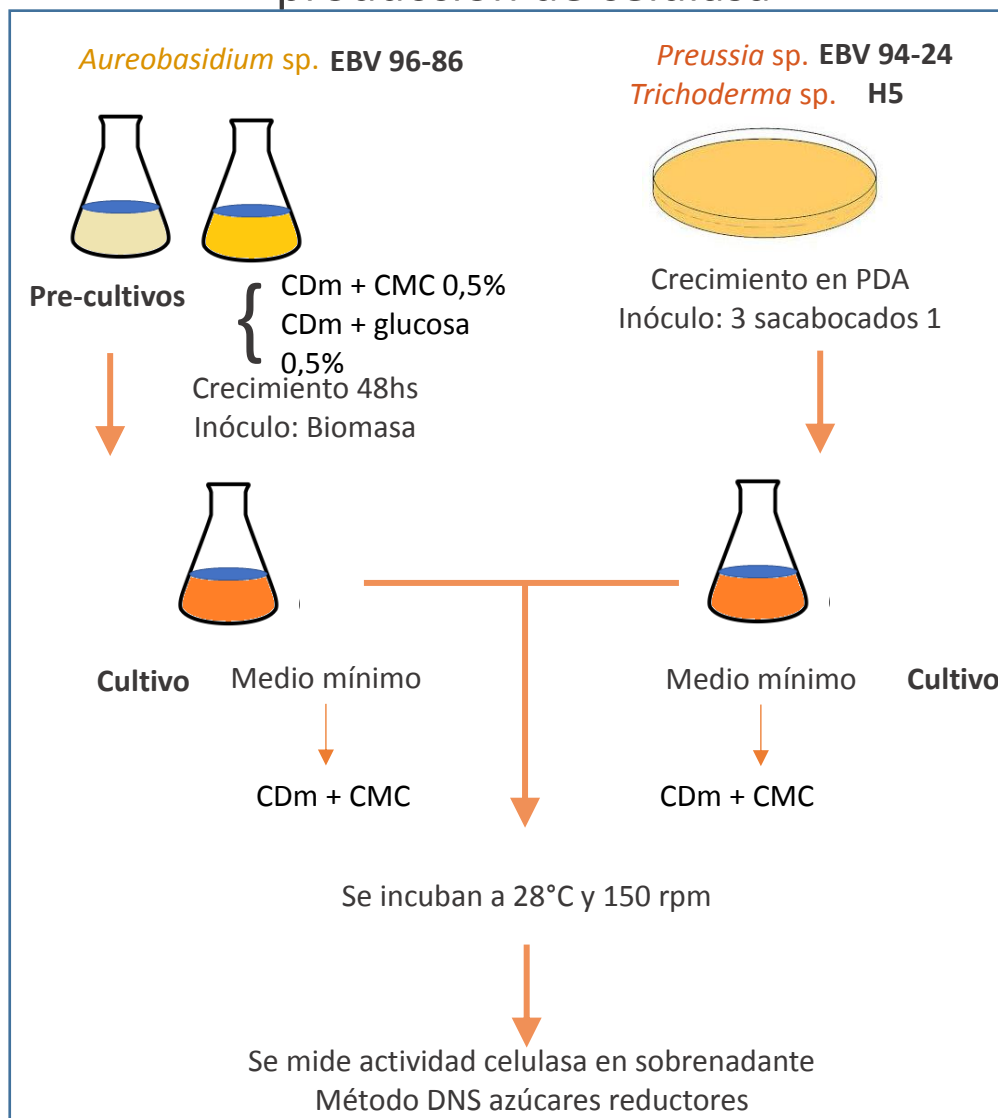 producción de celulasa
Aureobasidium sp. EBV 96-86
Preussia sp. EBV 94-24
Trichoderma sp. H5
Pre-cultivos
{ CDm + CMC 0,5%
CDm + glucosa
0,5%
Crecimiento 48hs
Inóculo: Biomasa
Crecimiento en PDA
Inóculo: 3 sacabocados 1
Cultivo Medio mínimo
CDm + CMC
Medio mínimo Cultivo
CDm + CMC
Se incuban a 28°C y 150 rpm
Se mide actividad celulasa en sobrenadante
Método DNS azúcares reductores